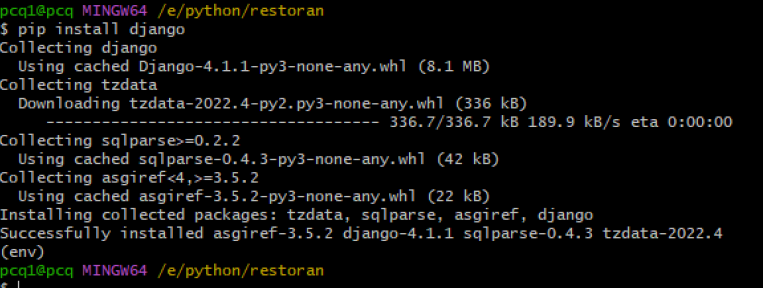 pcq1@pcq MINGW64 /e/python/restoran
$ pip install django
Collecting django
  Using cached Django-4.1.1-py3-none-any.whl (8.1 MB)
Collecting tzdata
  Downloading tzdata-2022.4-py2.py3-none-any.whl (336 kB)
     ------------------------------------ 336.7/336.7 kB 189.9 kB/s eta 0:00:00
Collecting sqlparse>=0.2.2
  Using cached sqlparse-0.4.3-py3-none-any.whl (42 kB)
Collecting asgiref<4,>=3.5.2
  Using cached asgiref-3.5.2-py3-none-any.whl (22 kB)
Installing collected packages: tzdata, sqlparse, asgiref, django
Successfully installed asgiref-3.5.2 django-4.1.1 sqlparse-0.4.3 tzdata-2022.4
(env)
pcq1@pcq MINGW64 /e/python/restoran
$